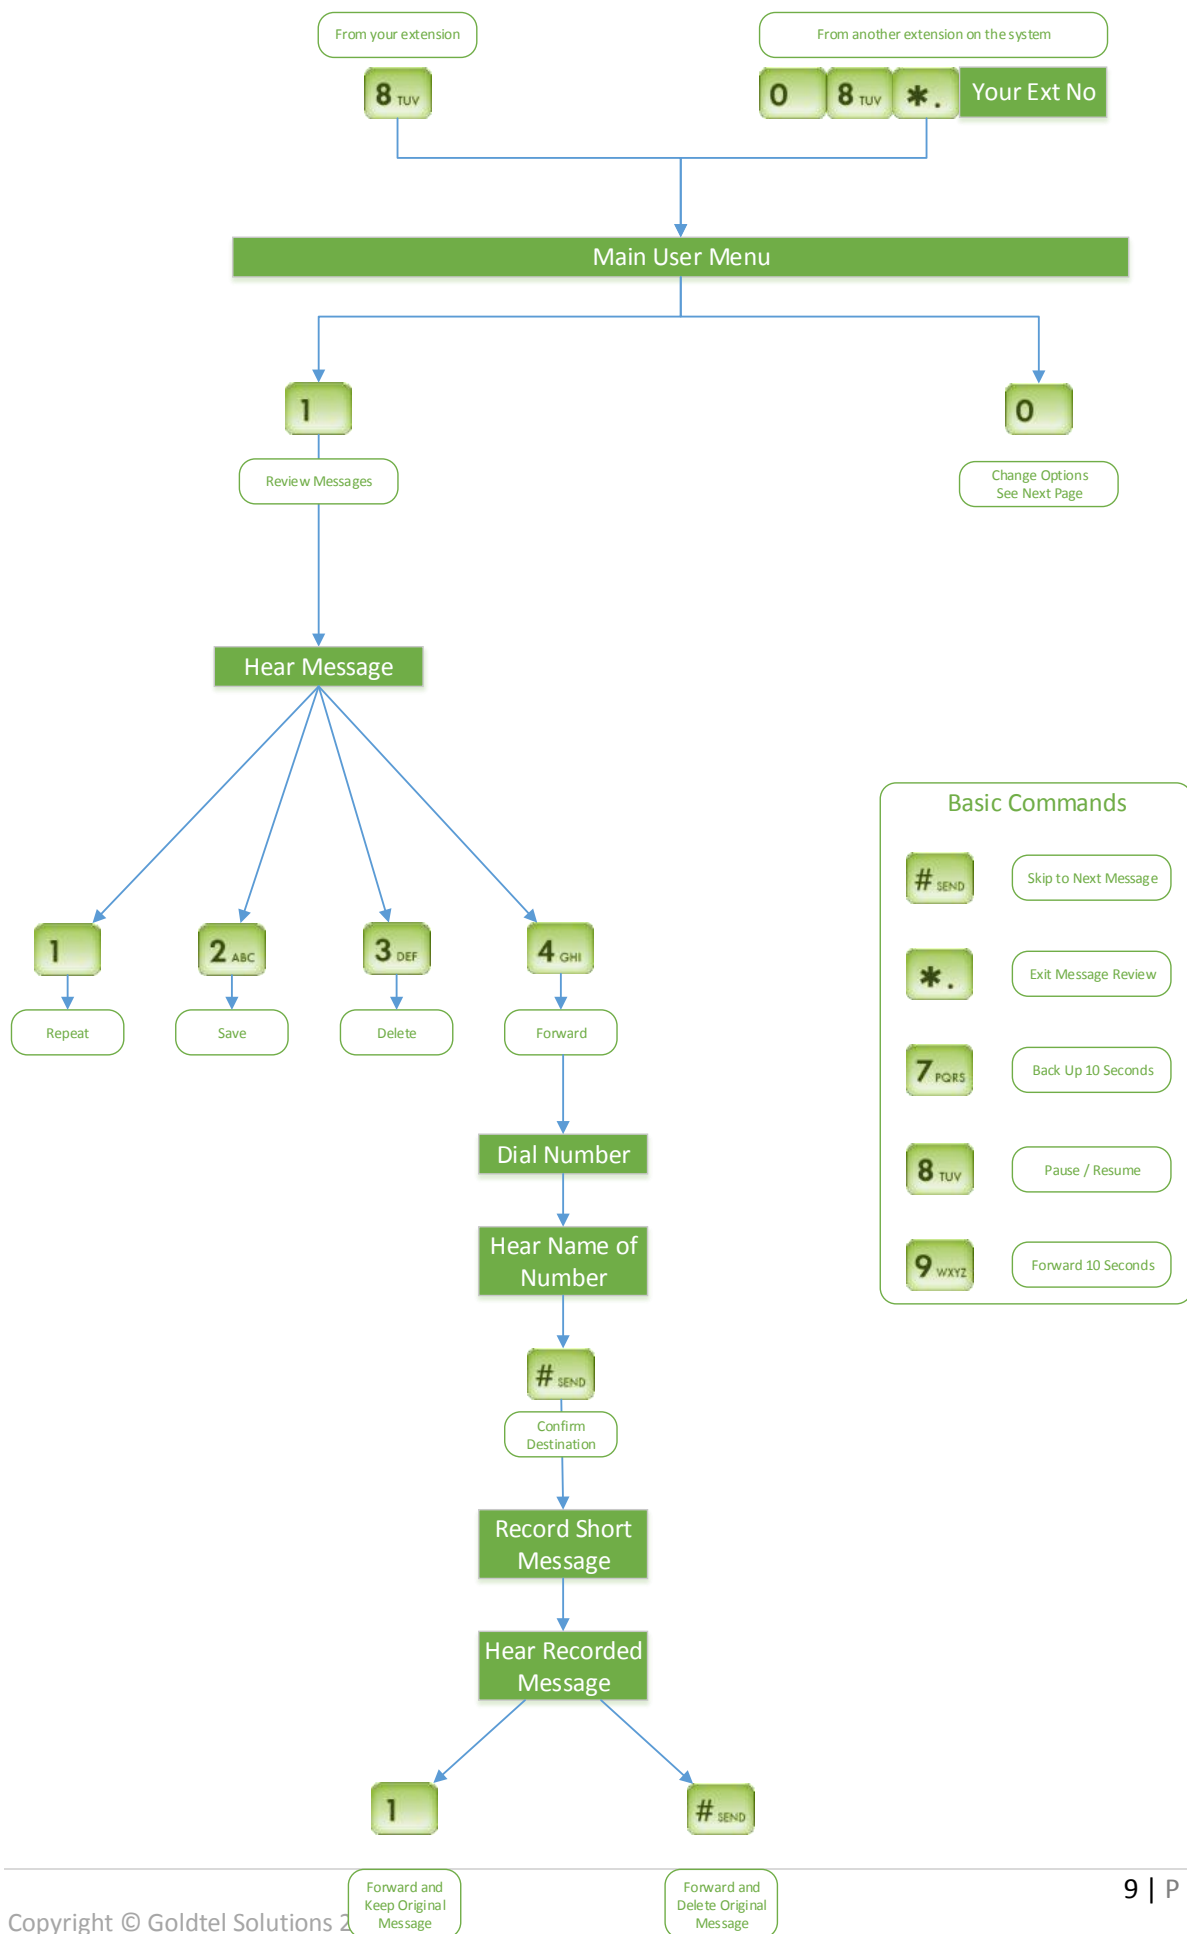 From your extension
From another extension on the system
8 TUV
0 8 TUV *. Your Ext No
Main User Menu
1
0
Review Messages
Change Options
See Next Page
Hear Message
Basic Commands
# SEND Skip to Next Message
1 2 ABC 3 DEF 4 GHI
*. Exit Message Review
Repeat Save Delete Forward
7 PQRS Back Up 10 Seconds
Dial Number
8 TUV Pause / Resume
Hear Name of
Number
9 WXYZ Forward 10 Seconds
# SEND
Confirm
Destination
Record Short
Message
Hear Recorded
Message
1
# SEND
Forward and
Keep Original
Message
Forward and
Delete Original
Message
9 | P
Copyright © Goldtel Solutions 2